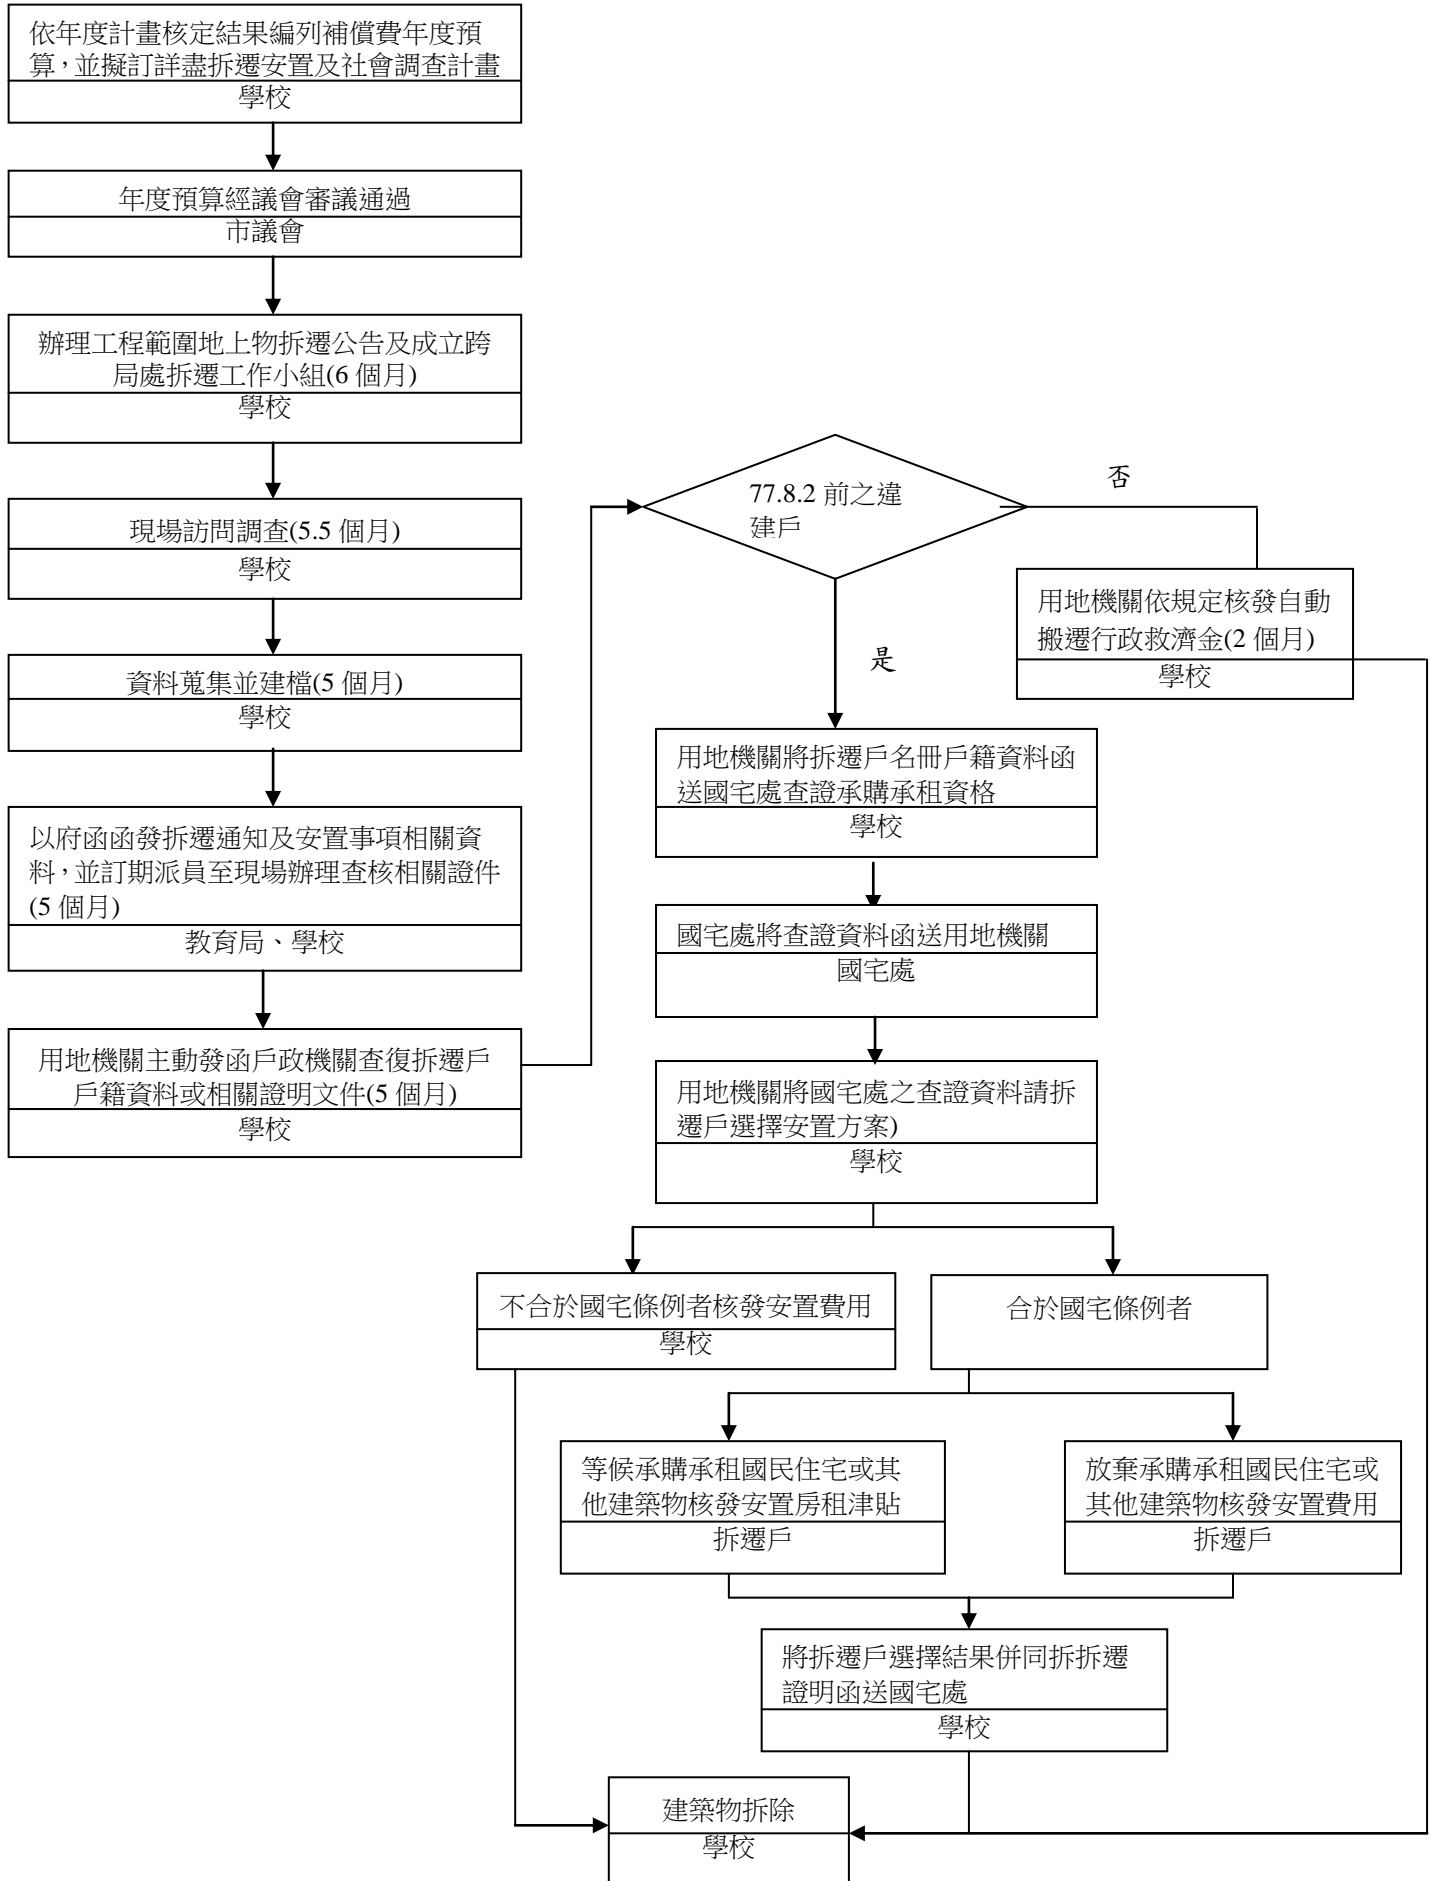 依年度計畫核定結果編列補償費年度預
算，並擬訂詳盡拆遷安置及社會調查計畫
學校
年度預算經議會審議通過
市議會
辦理工程範圍地上物拆遷公告及成立跨
局處拆遷工作小組(6 個月)
學校
現場訪問調查(5.5 個月)
學校
資料蒐集並建檔(5 個月)
學校
以府函函發拆遷通知及安置事項相關資
料，並訂期派員至現場辦理查核相關證件
(5 個月)
教育局、學校
用地機關主動發函戶政機關查復拆遷戶
戶籍資料或相關證明文件(5 個月)
學校
77.8.2 前之違
建戶
否
用地機關依規定核發自動
搬遷行政救濟金(2 個月)
學校
是
用地機關將拆遷戶名冊戶籍資料函
送國宅處查證承購承租資格
學校
國宅處將查證資料函送用地機關
國宅處
用地機關將國宅處之查證資料請拆
遷戶選擇安置方案)
學校
不合於國宅條例者核發安置費用
學校
合於國宅條例者
等候承購承租國民住宅或其
他建築物核發安置房租津貼
拆遷戶
放棄承購承租國民住宅或
其他建築物核發安置費用
拆遷戶
將拆遷戶選擇結果併同拆拆遷
證明函送國宅處
學校
建築物拆除
學校